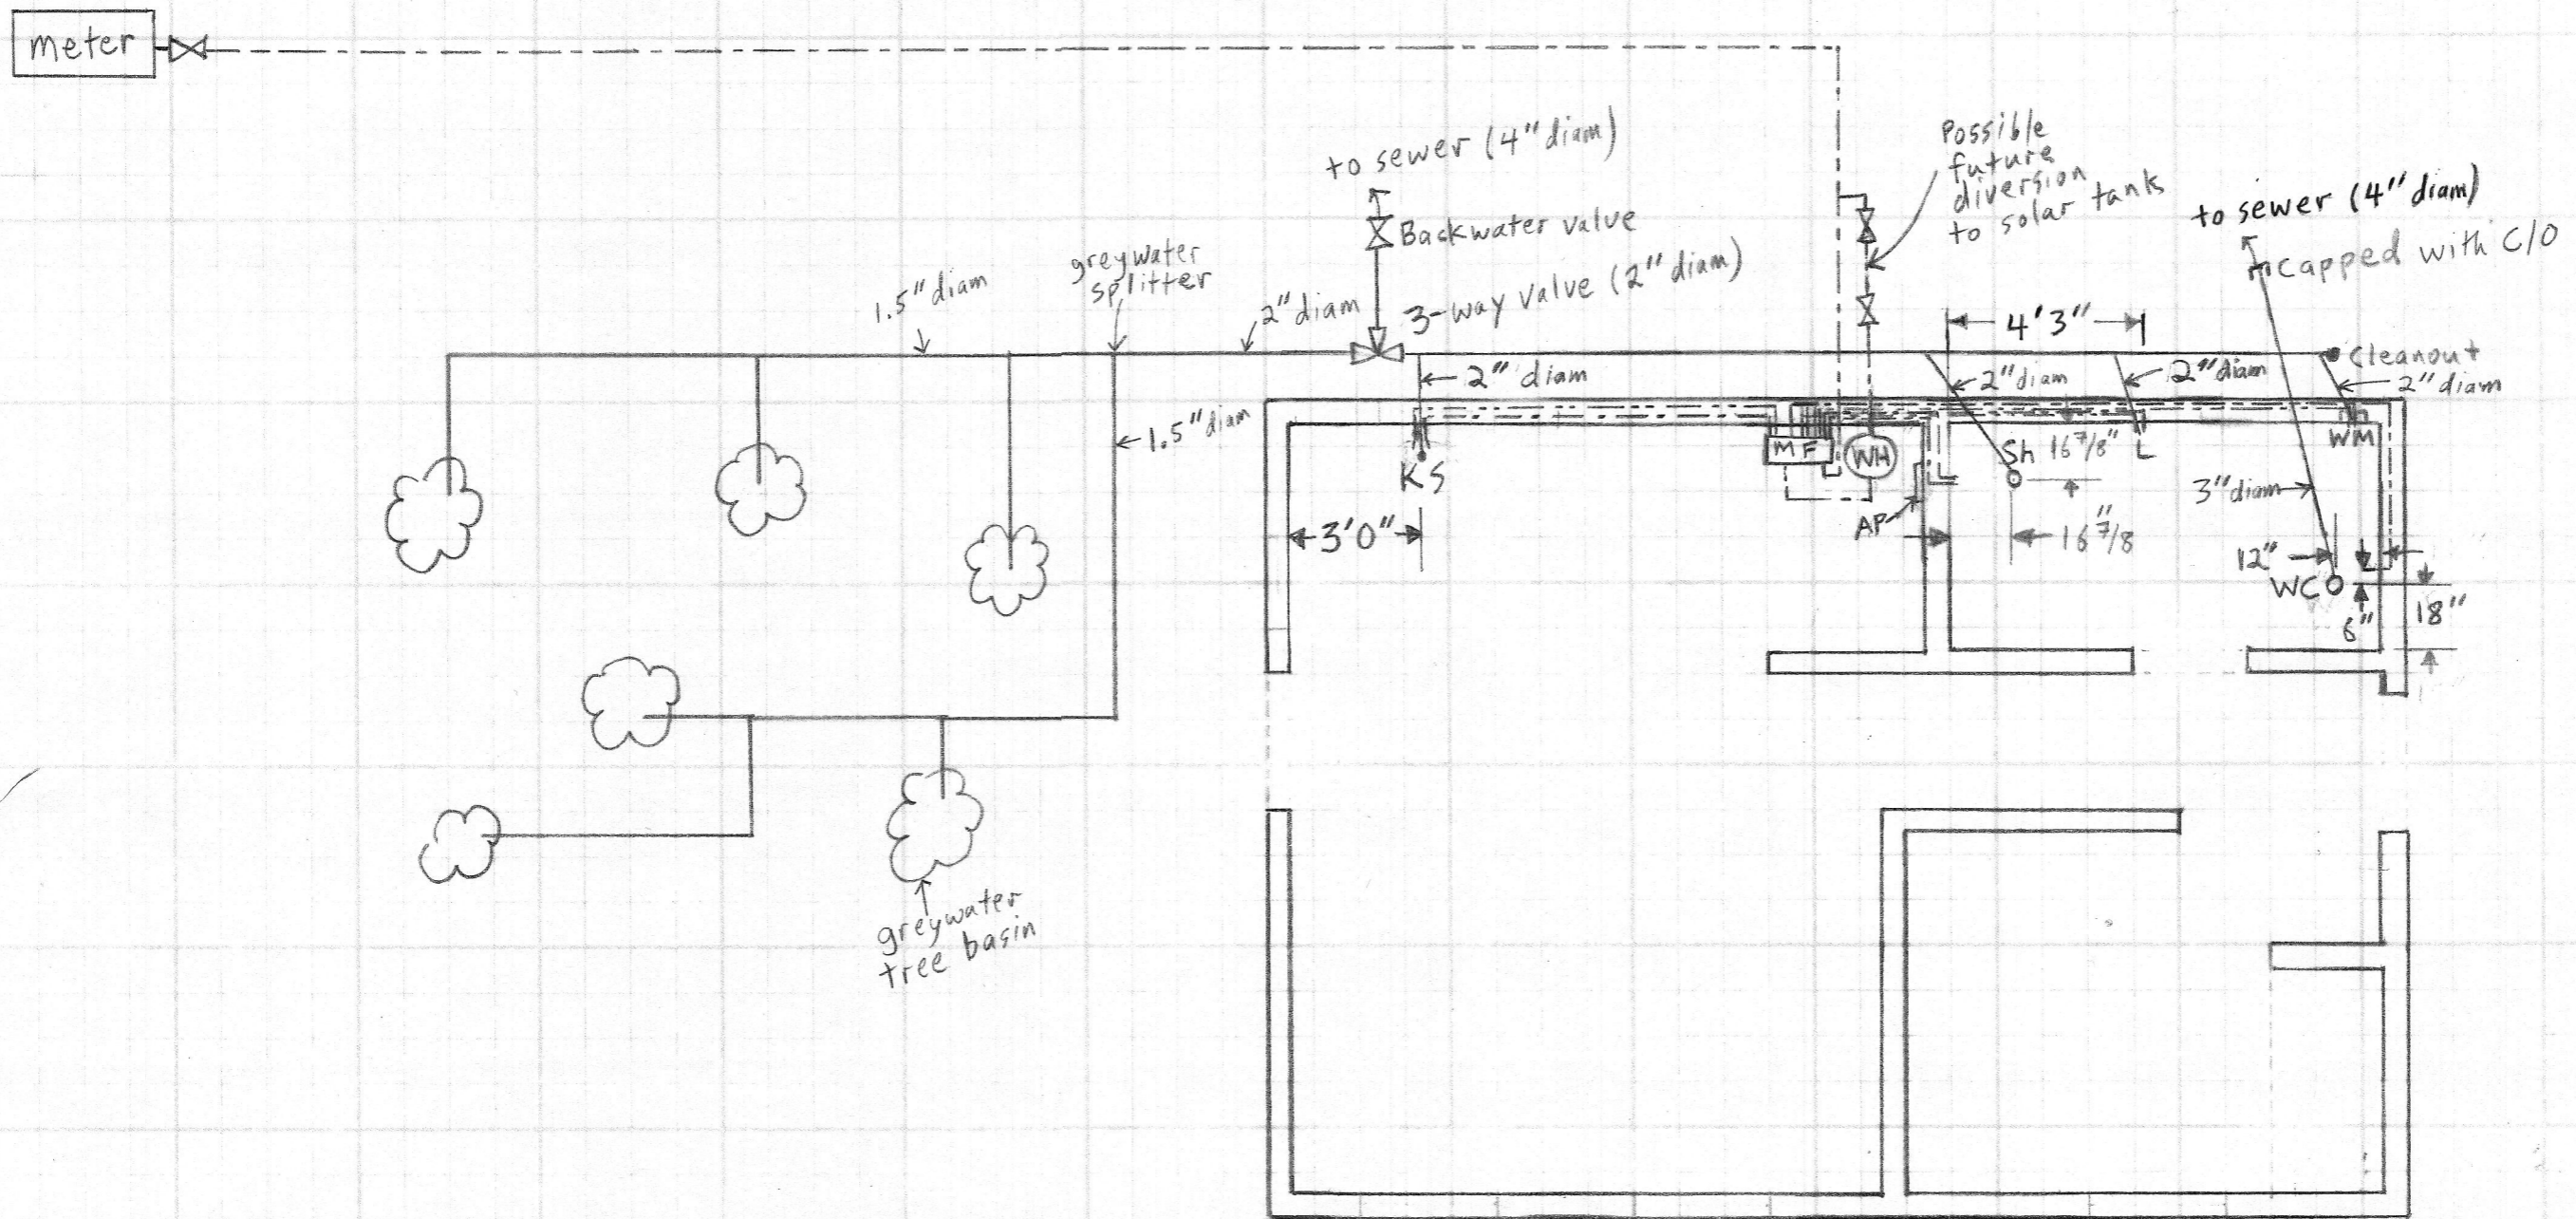 meter
to sewer (4" diam)
Backwater valve
3-way valve (2" diam)
Possible
future
diversion
to solar tank
to sewer (4" diam)
capped with C/O
greywater
splitter
1.5" diam
2" diam
4'3"
Cleanout
2" diam
2" diam
2" diam
2" diam
1.5" diam
KS
MF
WH
Sh
16 7/8"
L
WM
3'0"
AP
16 7/8"
3" diam
12"
WC
6"
18"
greywater
tree basin